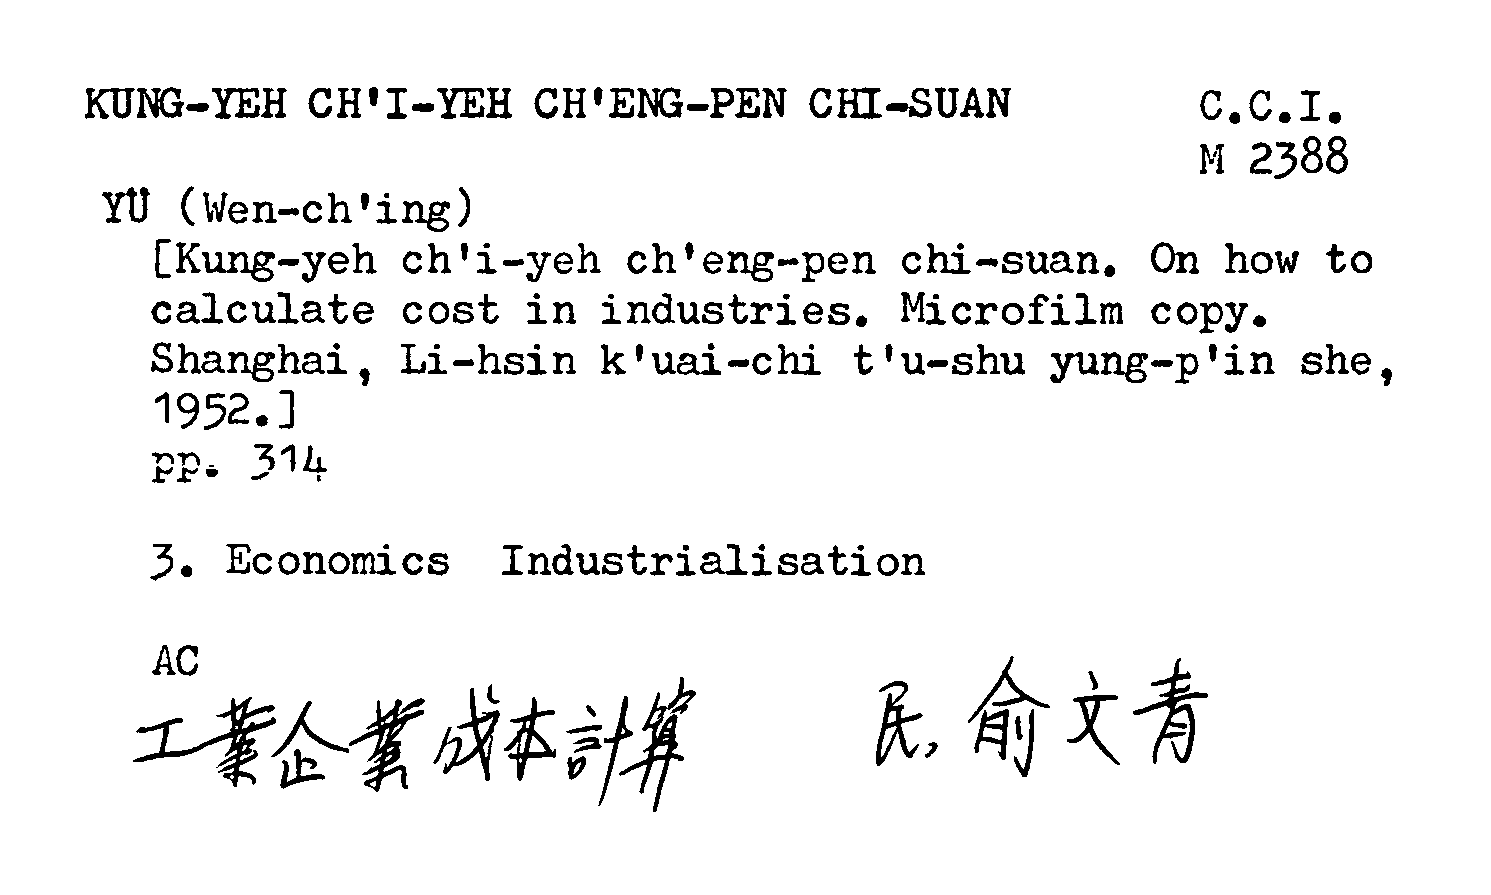 KUNG-YEH CH'I-YEH CH'ENG-PEN CHI-SUAN C.C.I.
M 2388
YÜ (Wen-ch'ing)
[Kung-yeh ch'i-yeh ch'eng-pen chi-suan. On how to
calculate cost in industries. Microfilm copy.
Shanghai, Li-hsin k'uai-chi t'u-shu yung-p'in she,
1952.]
pp. 314
3. Economics Industrialisation
AC
工業企業成本計算 民, 俞文青